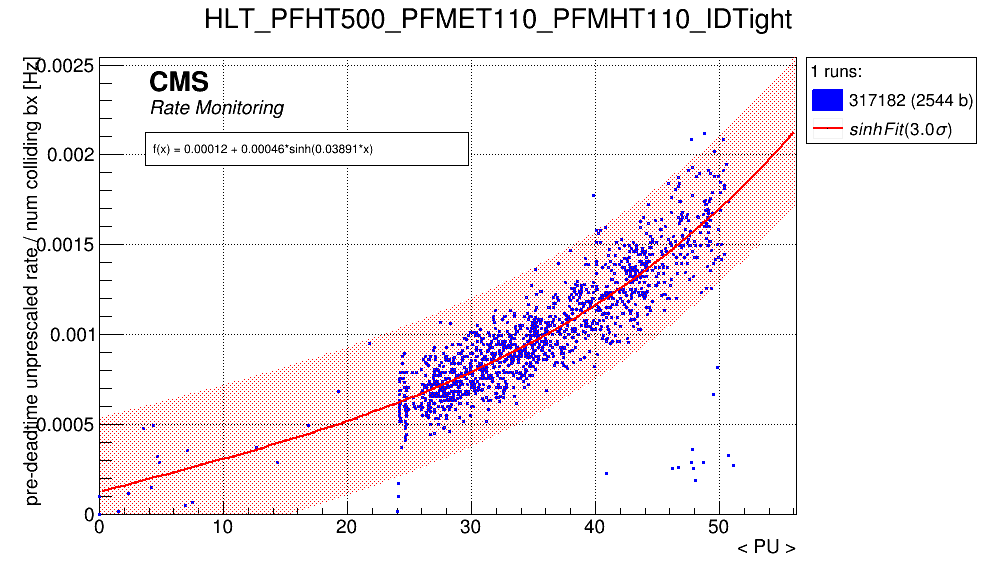 HLT_PFHT500_PFMET110_PFMHT110_IDTight
pre-deadtime unprescaled rate / num colliding bx [Hz]
0.0025
0.002
0.0015
0.001
0.0005
0
CMS
Rate Monitoring
f(x) = 0.00012 + 0.00046*sinh(0.03891*x)
1 runs:
317182 (2544 b)
sinhFit(3.0σ)
0 10 20 30 40 50
< PU >